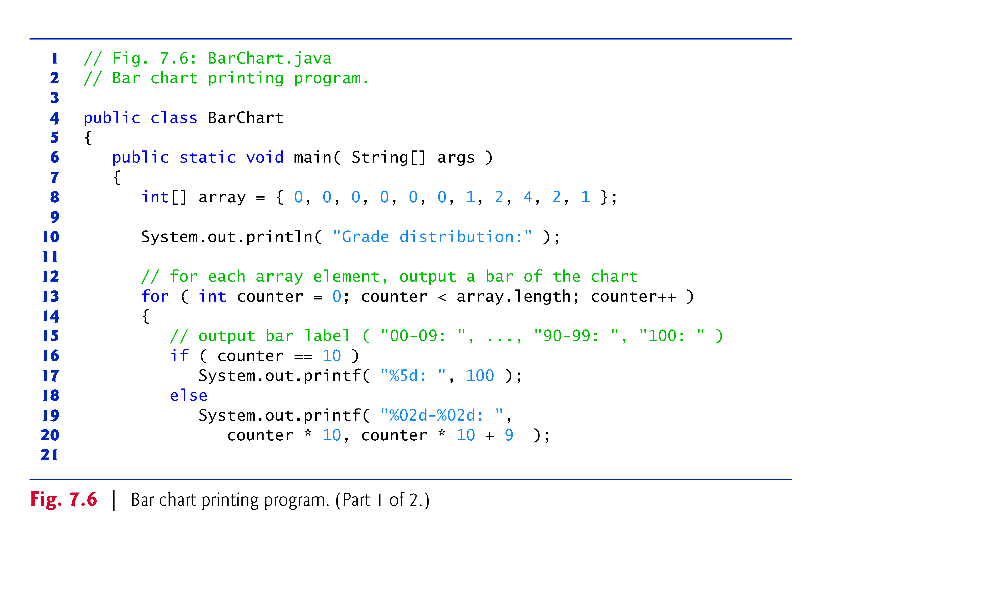 1 // Fig. 7.6: BarChart.java
2 // Bar chart printing program.
3
4 public class BarChart
5 {
6    public static void main( String[] args )
7    {
8       int[] array = { 0, 0, 0, 0, 0, 0, 1, 2, 4, 2, 1 };
9
10       System.out.println( "Grade distribution:" );
11
12       // for each array element, output a bar of the chart
13       for ( int counter = 0; counter < array.length; counter++ )
14       {
15          // output bar label ( "00-09: ", ..., "90-99: ", "100: " )
16          if ( counter == 10 )
17             System.out.printf( "%5d: ", 100 );
18          else
19             System.out.printf( "%02d-%02d: ",
20                counter * 10, counter * 10 + 9  );
21
Fig. 7.6 | Bar chart printing program. (Part 1 of 2.)